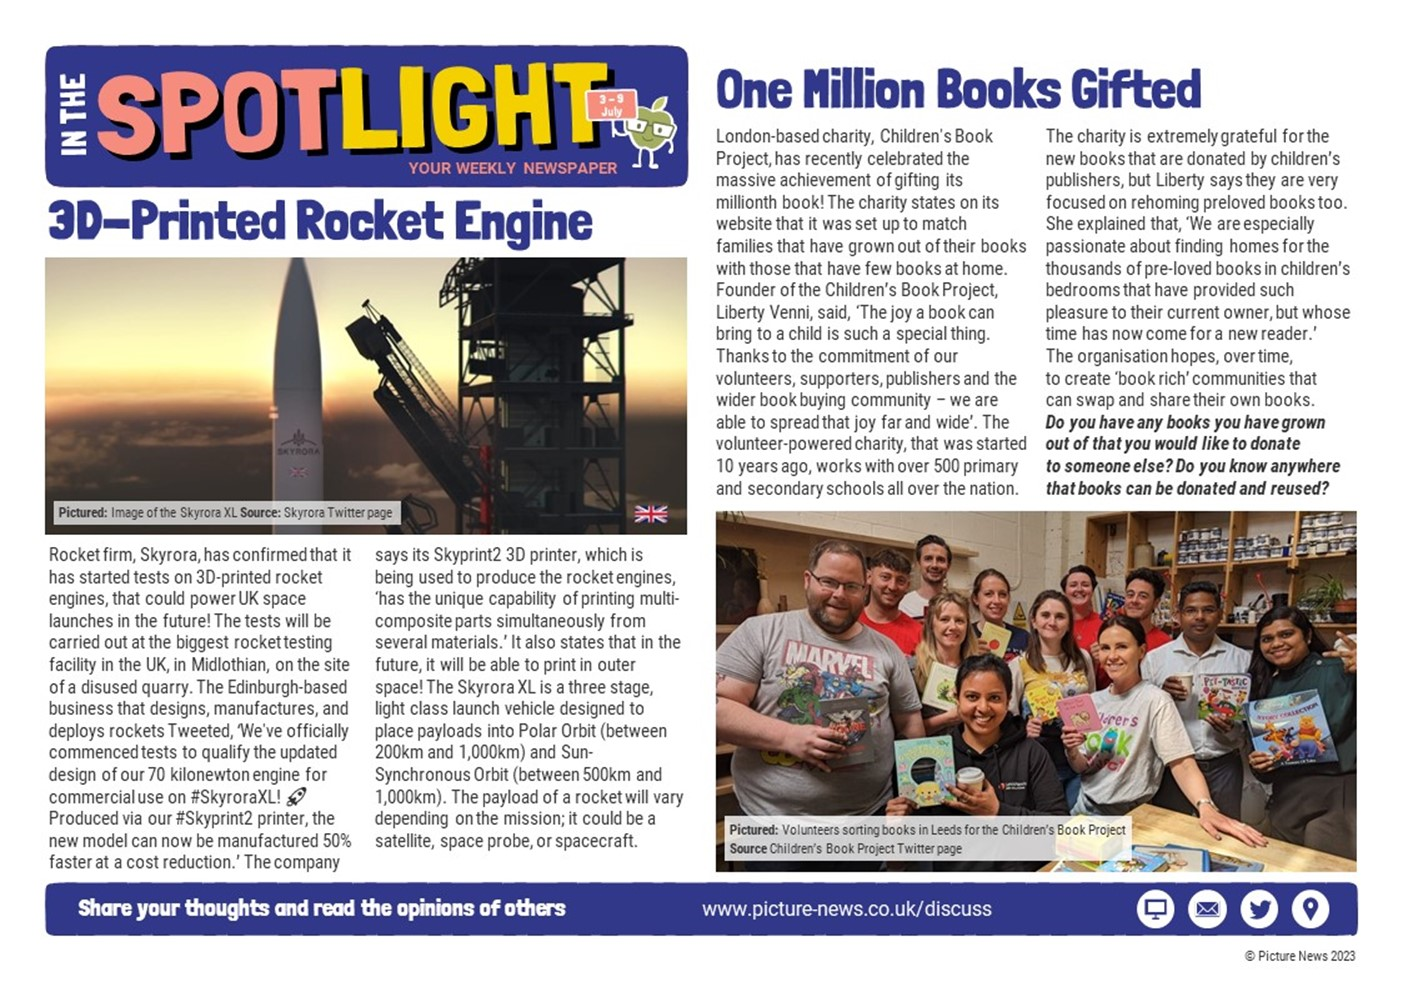 IN THE
SPOTLIGHT
3 – 9
July
YOUR WEEKLY NEWSPAPER
3D-Printed Rocket Engine
SKYRORA
Pictured: Image of the Skyrora XL Source: Skyrora Twitter page
Rocket firm, Skyrora, has confirmed that it
has started tests on 3D-printed rocket
engines, that could power UK space
launches in the future! The tests will be
carried out at the biggest rocket testing
facility in the UK, in Midlothian, on the site
of a disused quarry. The Edinburgh-based
business that designs, manufactures, and
deploys rockets Tweeted, 'We've officially
commenced tests to qualify the updated
design of our 70 kilonewton engine for
commercial use on #SkyroraXL! 🚀
Produced via our #Skyprint2 printer, the
new model can now be manufactured 50%
faster at a cost reduction.' The company
says its Skyprint2 3D printer, which is
being used to produce the rocket engines,
'has the unique capability of printing multi-
composite parts simultaneously from
several materials.' It also states that in the
future, it will be able to print in outer
space! The Skyrora XL is a three stage,
light class launch vehicle designed to
place payloads into Polar Orbit (between
200km and 1,000km) and Sun-
Synchronous Orbit (between 500km and
1,000km). The payload of a rocket will vary
depending on the mission; it could be a
satellite, space probe, or spacecraft.
One Million Books Gifted
London-based charity, Children's Book
Project, has recently celebrated the
massive achievement of gifting its
millionth book! The charity states on its
website that it was set up to match
families that have grown out of their books
with those that have few books at home.
Founder of the Children's Book Project,
Liberty Venni, said, 'The joy a book can
bring to a child is such a special thing.
Thanks to the commitment of our
volunteers, supporters, publishers and the
wider book buying community – we are
able to spread that joy far and wide'. The
volunteer-powered charity, that was started
10 years ago, works with over 500 primary
and secondary schools all over the nation.
The charity is extremely grateful for the
new books that are donated by children's
publishers, but Liberty says they are very
focused on rehoming preloved books too.
She explained that, 'We are especially
passionate about finding homes for the
thousands of pre-loved books in children's
bedrooms that have provided such
pleasure to their current owner, but whose
time has now come for a new reader.'
The organisation hopes, over time,
to create 'book rich' communities that
can swap and share their own books.
Do you have any books you have grown
out of that you would like to donate
to someone else? Do you know anywhere
that books can be donated and reused?
MARVEL
STORY COLLECTION
Pictured: Volunteers sorting books in Leeds for the Children's Book Project
Source Children's Book Project Twitter page
Share your thoughts and read the opinions of others
www.picture-news.co.uk/discuss
© Picture News 2023